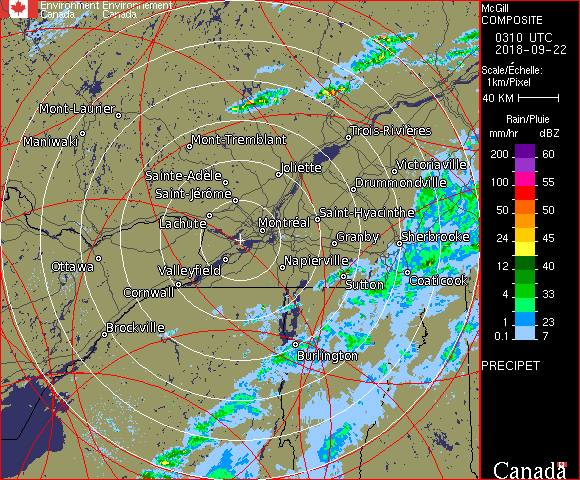 Environment Environnement
Canada Canada
McGill
COMPOSITE
0310 UTC
2018-09-22
Scale/Échelle:
1km/Pixel
40 KM
Rain/Pluie
mm/hr dBZ
200 60
100 55
50 50
24 45
12 40
4 33
1 23
0.1 7
PRECIPET
Canada
Mont-Laurier
Maniwaki
Mont-Tremblant
Trois-Rivières
Victoriaville
Sainte-Adèle
Joliette
Drummondville
Saint-Jérôme
Lachute
Montréal
Saint-Hyacinthe
Granby
Sherbrooke
Ottawa
Valleyfield
Napierville
Cornwall
Sutton
Coaticook
Brockville
Burlington